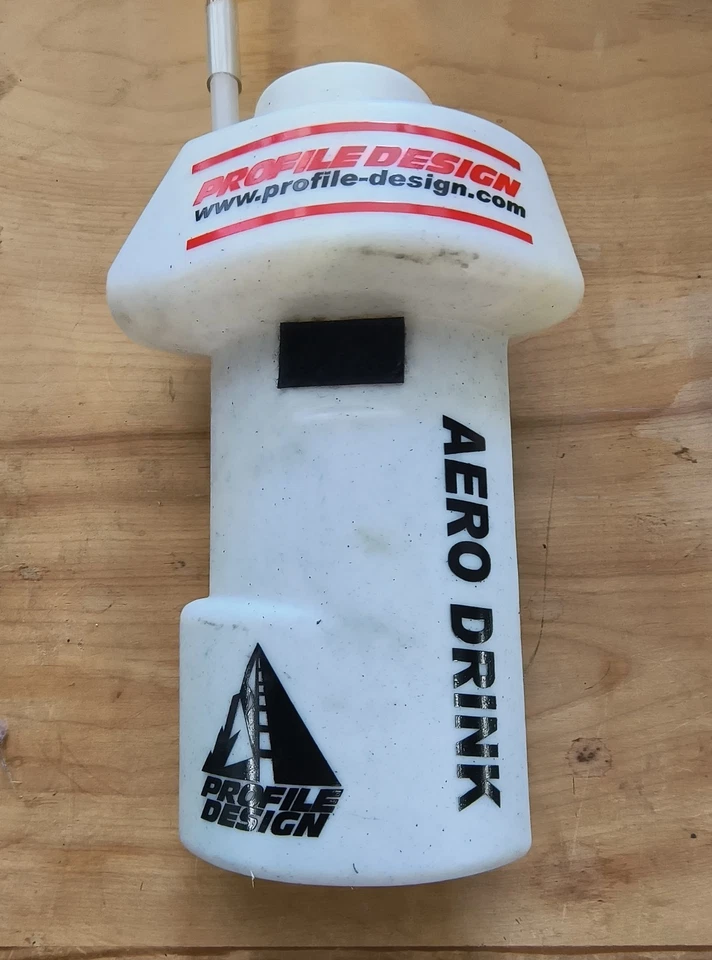 PROFILE DESIGN
www.profile-design.com
AERO DRINK
PROFILE
DESIGN